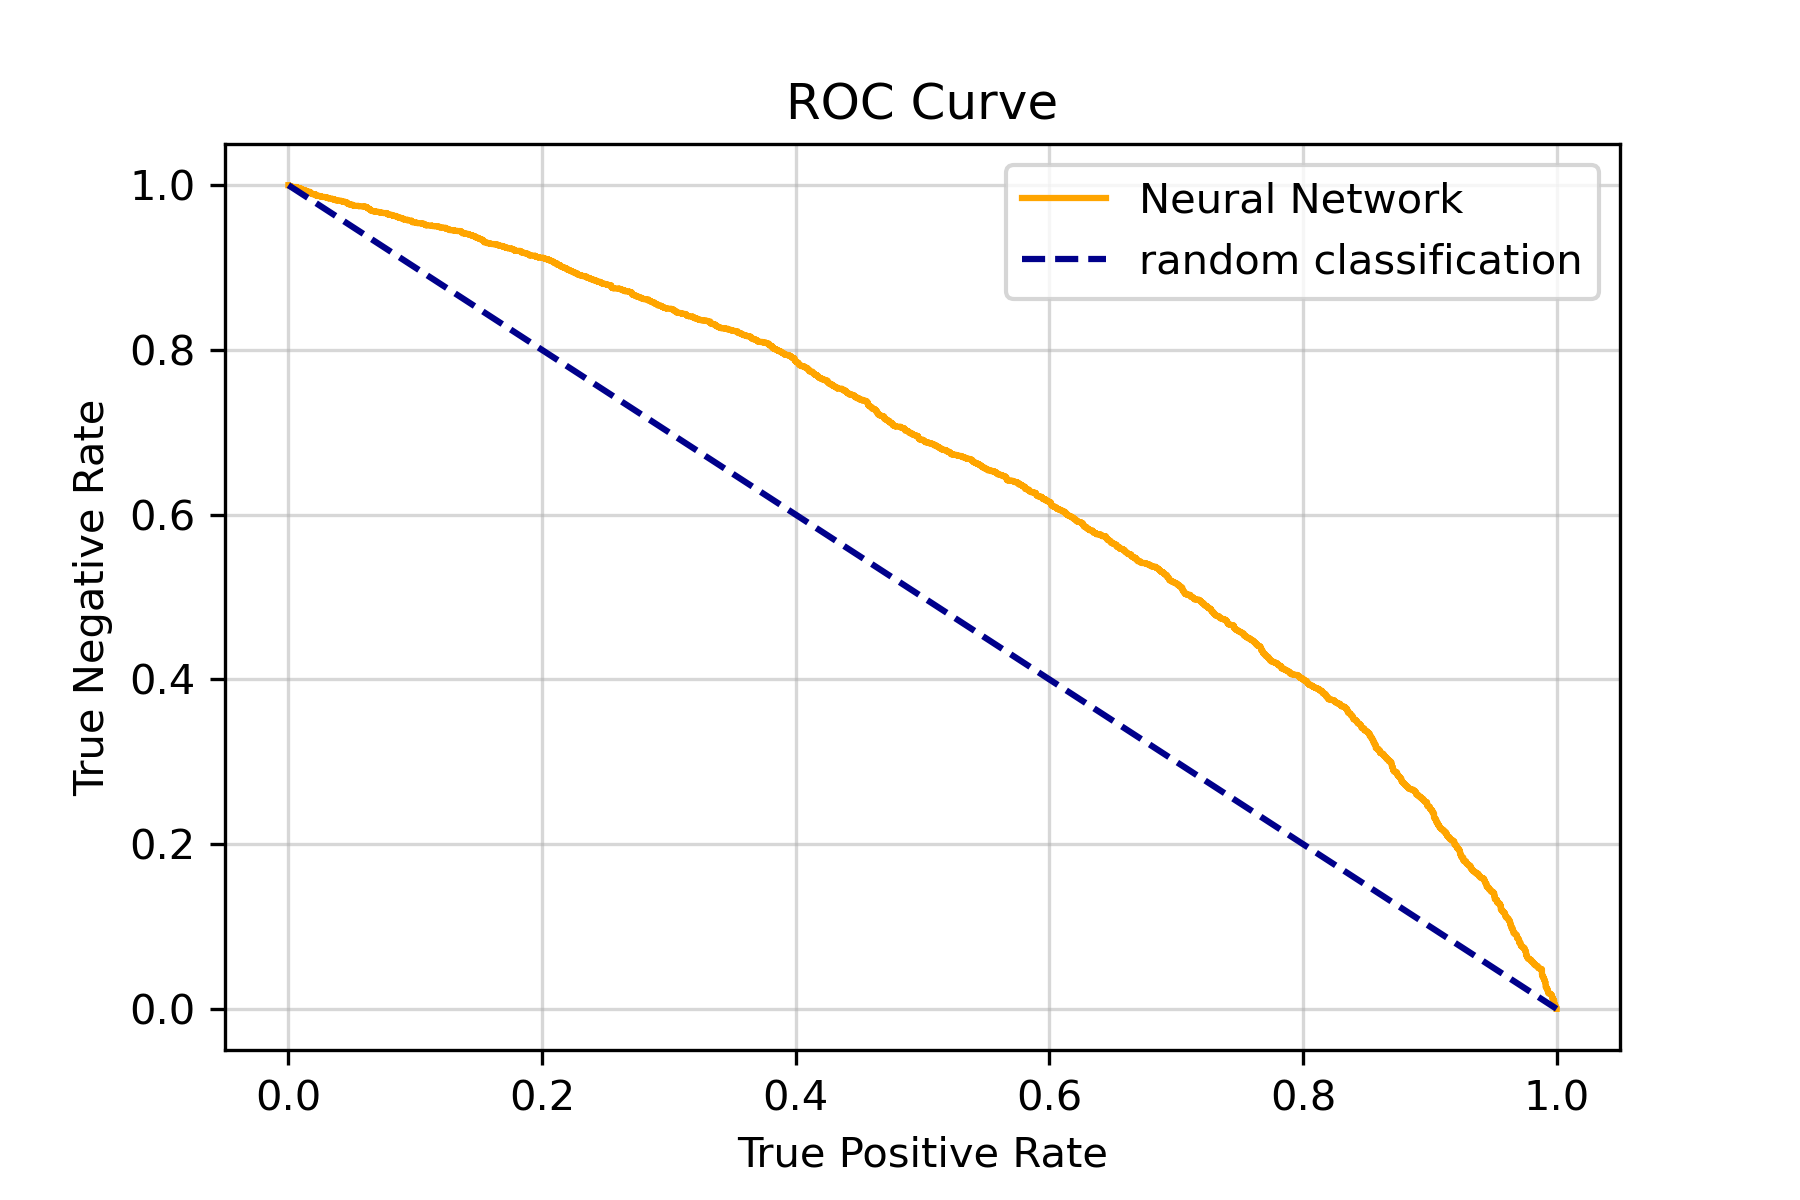 ROC Curve
Neural Network
random classification
True Negative Rate
1.0
0.8
0.6
0.4
0.2
0.0
0.0 0.2 0.4 0.6 0.8 1.0
True Positive Rate